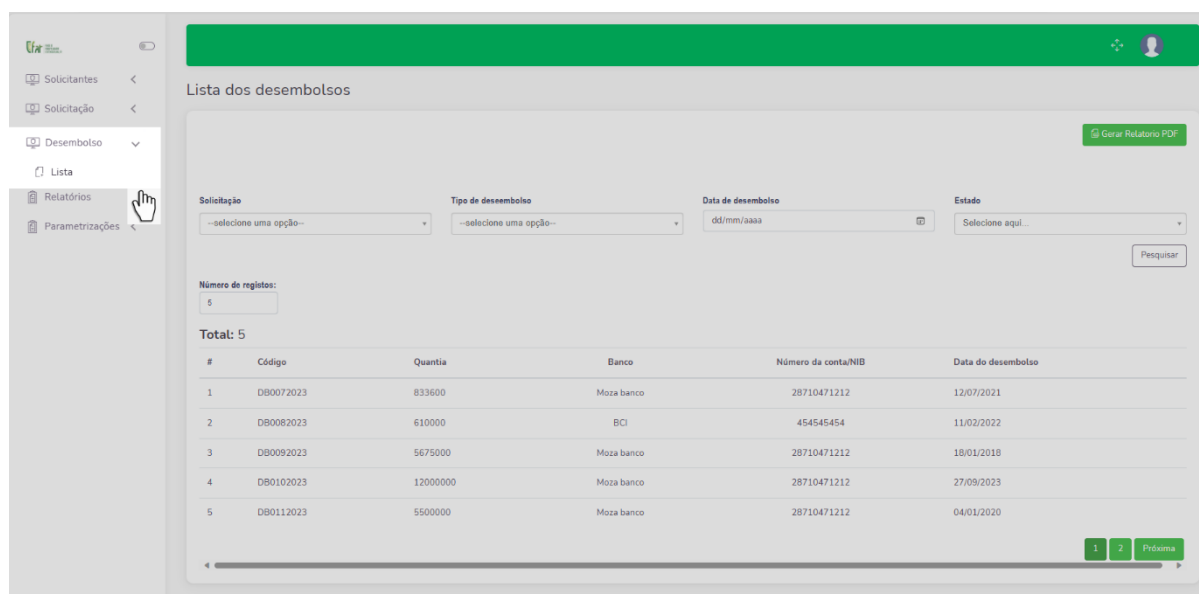 Solicitantes
Solicitação
Desembolso
Lista
Relatórios
Parametrizações
Lista dos desembolsos
Gerar Relatorio PDF
Solicitação Tipo de deseembolso Data de desembolso Estado
--selecione uma opção-- --selecione uma opção-- dd/mm/aaaa Selecione aqui...
Pesquisar
Número de registos:
5
Total: 5
# Código Quantia Banco Número da conta/NIB Data do desembolso
1 DB0072023 833600 Moza banco 28710471212 12/07/2021
2 DB0082023 610000 BCI 454545454 11/02/2022
3 DB0092023 5675000 Moza banco 28710471212 18/01/2018
4 DB0102023 12000000 Moza banco 28710471212 27/09/2023
5 DB0112023 5500000 Moza banco 28710471212 04/01/2020
1 2 Próxima